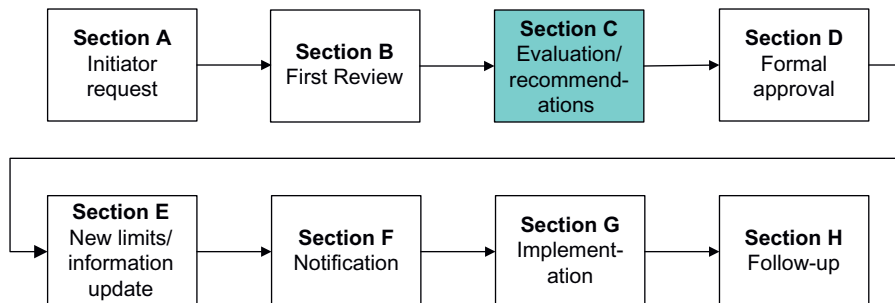 Section A
Initiator
request
Section B
First Review
Section C
Evaluation/
recommend-
ations
Section D
Formal
approval
Section E
New limits/
information
update
Section F
Notification
Section G
Implement-
ation
Section H
Follow-up